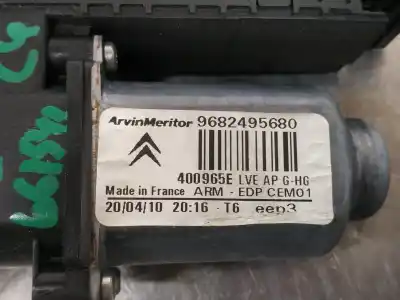 ArvinMeritor 9682495680
400965E LVE AP G-HG
Made in France ARM - EDP CEM01
20/04/10 20:16 - T6 eep3
C4